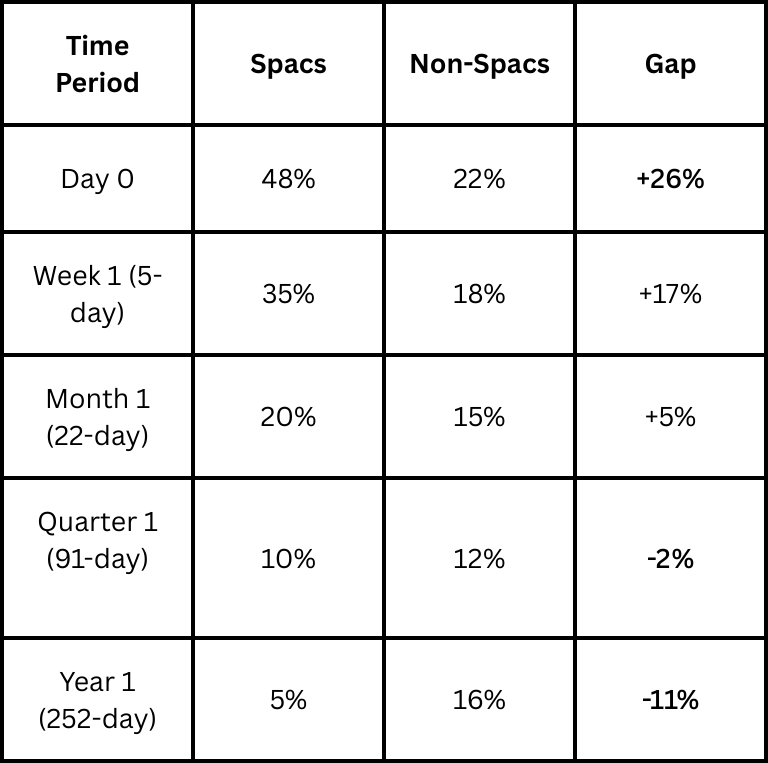 Time
Period
Spacs
Non-Spacs
Gap
Day 0
48%
22%
+26%
Week 1 (5-
day)
35%
18%
+17%
Month 1
(22-day)
20%
15%
+5%
Quarter 1
(91-day)
10%
12%
-2%
Year 1
(252-day)
5%
16%
-11%